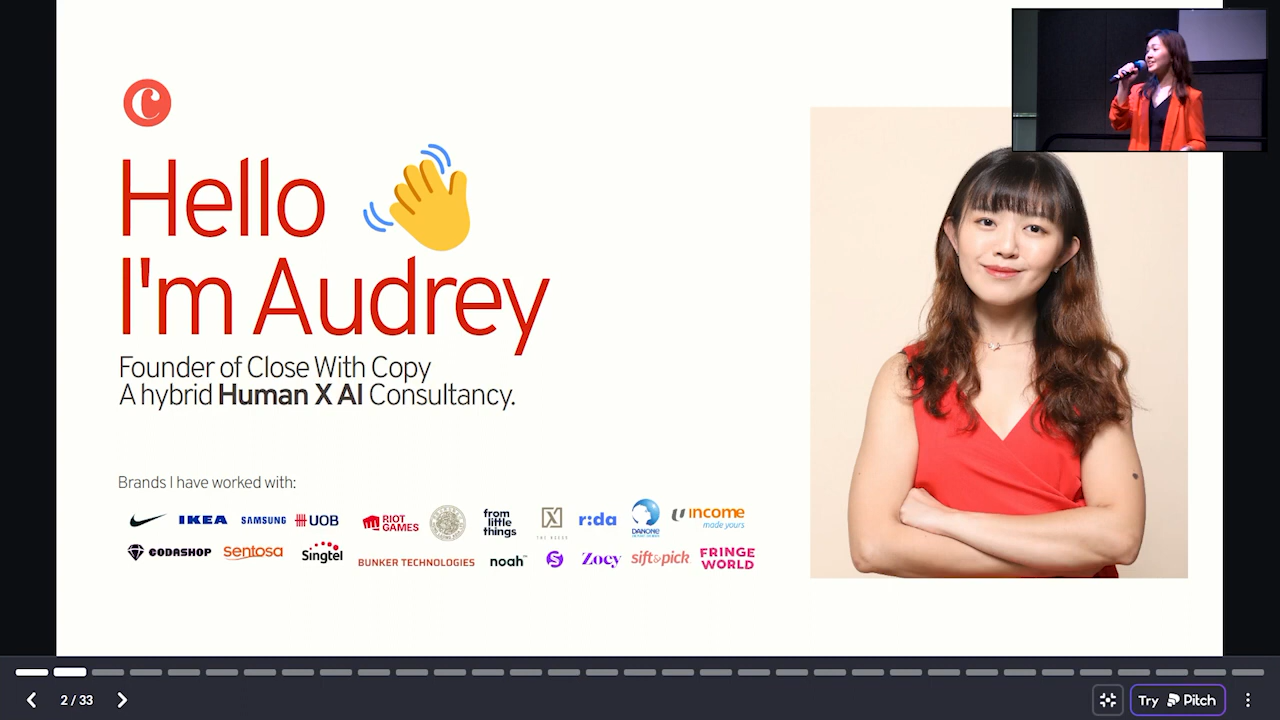 C
Hello
I'm Audrey
Founder of Close With Copy
A hybrid Human X AI Consultancy.
Brands I have worked with:
IKEA SAMSUNG UOB RIOT GAMES from little things r:da DANONE income made yours
CODASHOP sentosa Singtel BUNKER TECHNOLOGIES noah S Zoey sift&pick FRINGE WORLD
2 / 33
Try Pitch